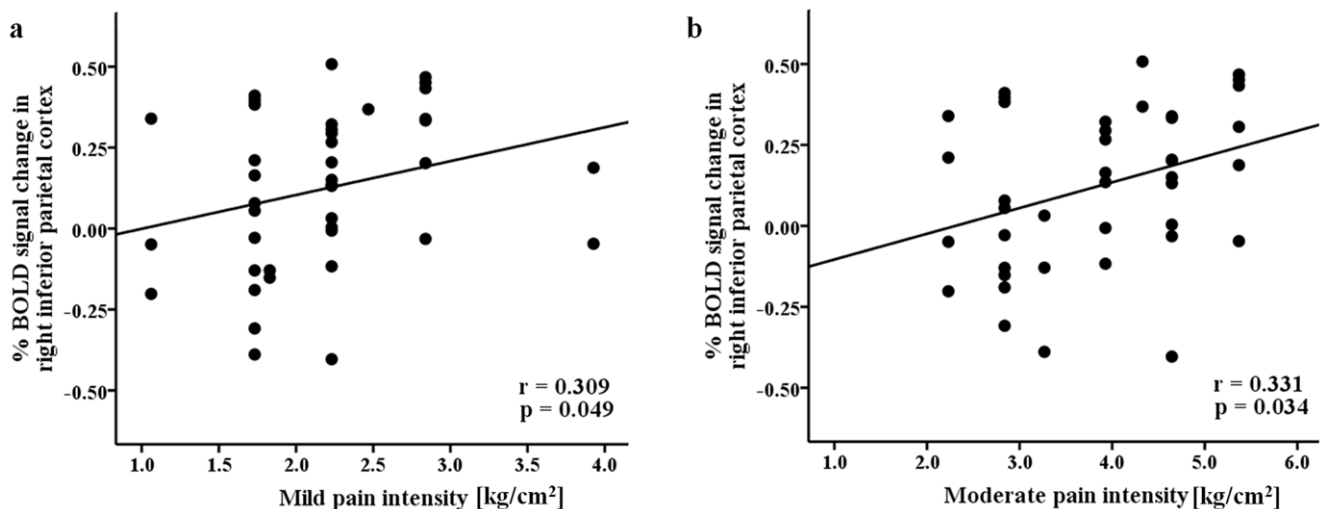 a
% BOLD signal change in
right inferior parietal cortex
0.50
0.25
0.00
-0.25
-0.50
r = 0.309
p = 0.049
1.0 1.5 2.0 2.5 3.0 3.5 4.0
Mild pain intensity [kg/cm²]
b
% BOLD signal change in
right inferior parietal cortex
0.50
0.25
0.00
-0.25
-0.50
r = 0.331
p = 0.034
1.0 2.0 3.0 4.0 5.0 6.0
Moderate pain intensity [kg/cm²]